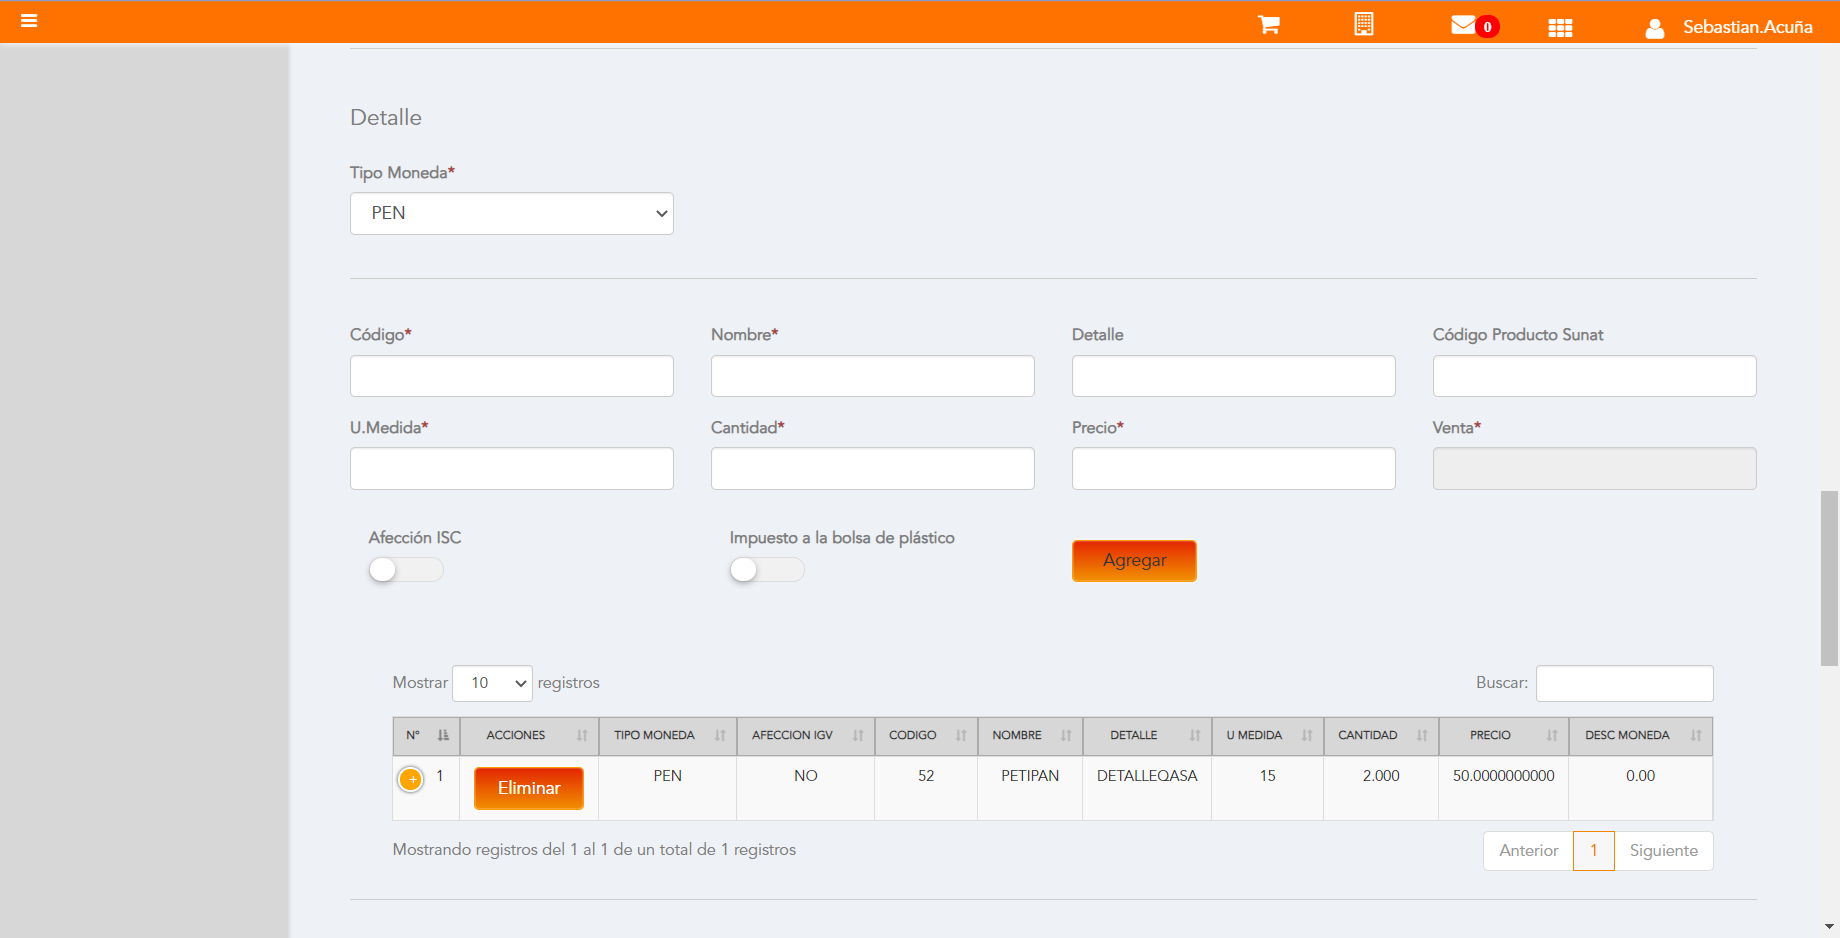 0
Sebastian.Acuña
Detalle
Tipo Moneda*
PEN
Código* Nombre* Detalle Código Producto Sunat
U.Medida* Cantidad* Precio* Venta*
Afección ISC Impuesto a la bolsa de plástico
Agregar
Mostrar 10 registros Buscar:
N° ACCIONES TIPO MONEDA AFECCION IGV CODIGO NOMBRE DETALLE U MEDIDA CANTIDAD PRECIO DESC MONEDA
+ 1 Eliminar PEN NO 52 PETIPAN DETALLEQASA 15 2.000 50.0000000000 0.00
Mostrando registros del 1 al 1 de un total de 1 registros
Anterior 1 Siguiente